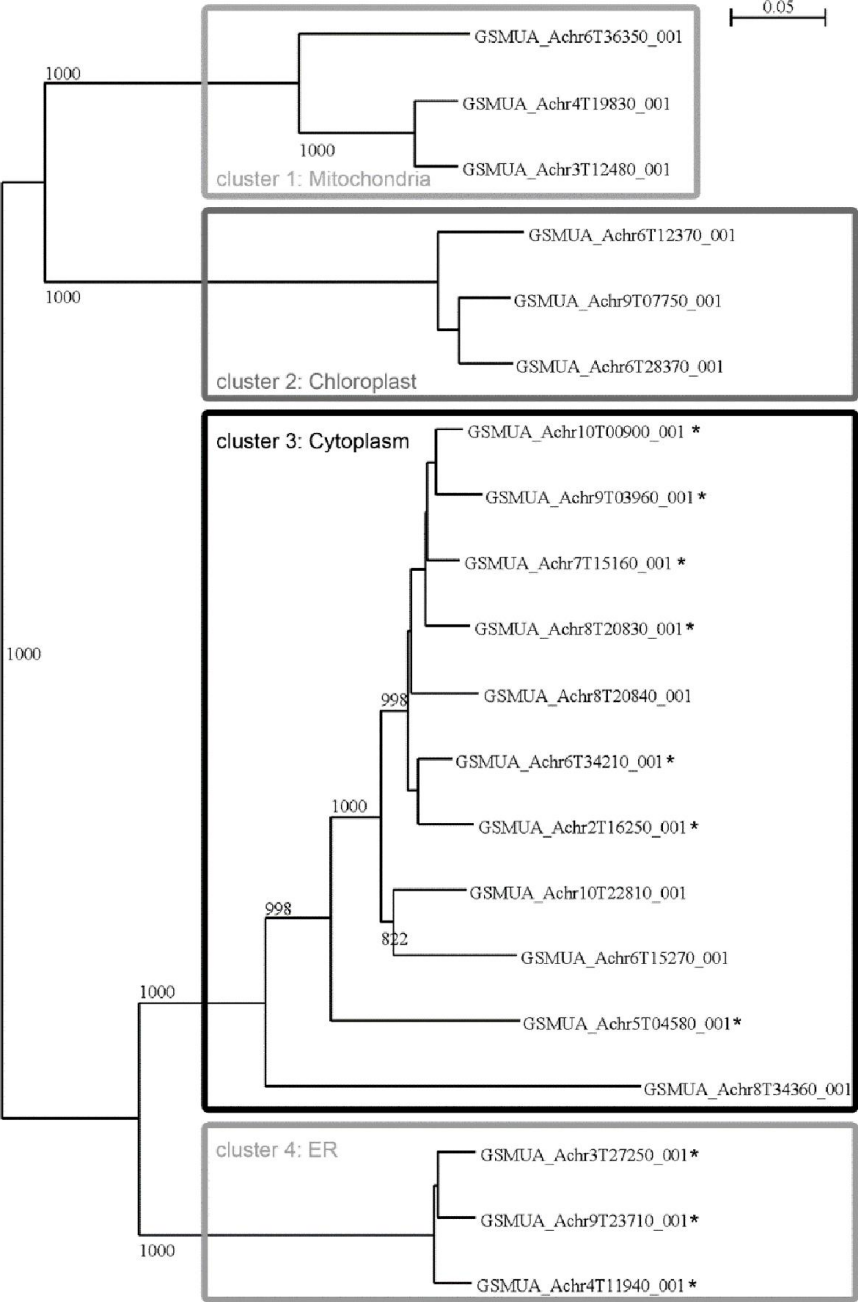 0.05
GSMUA_Achr6T36350_001
1000
GSMUA_Achr4T19830_001
1000
GSMUA_Achr3T12480_001
cluster 1: Mitochondria
GSMUA_Achr6T12370_001
1000
GSMUA_Achr9T07750_001
GSMUA_Achr6T28370_001
cluster 2: Chloroplast
GSMUA_Achr10T00900_001 *
cluster 3: Cytoplasm
GSMUA_Achr9T03960_001 *
GSMUA_Achr7T15160_001 *
GSMUA_Achr8T20830_001 *
1000
GSMUA_Achr8T20840_001
998
GSMUA_Achr6T34210_001 *
1000
GSMUA_Achr2T16250_001 *
GSMUA_Achr10T22810_001
998
822
GSMUA_Achr6T15270_001
1000
GSMUA_Achr5T04580_001 *
GSMUA_Achr8T34360_001
cluster 4: ER
GSMUA_Achr3T27250_001 *
GSMUA_Achr9T23710_001 *
1000
GSMUA_Achr4T11940_001 *